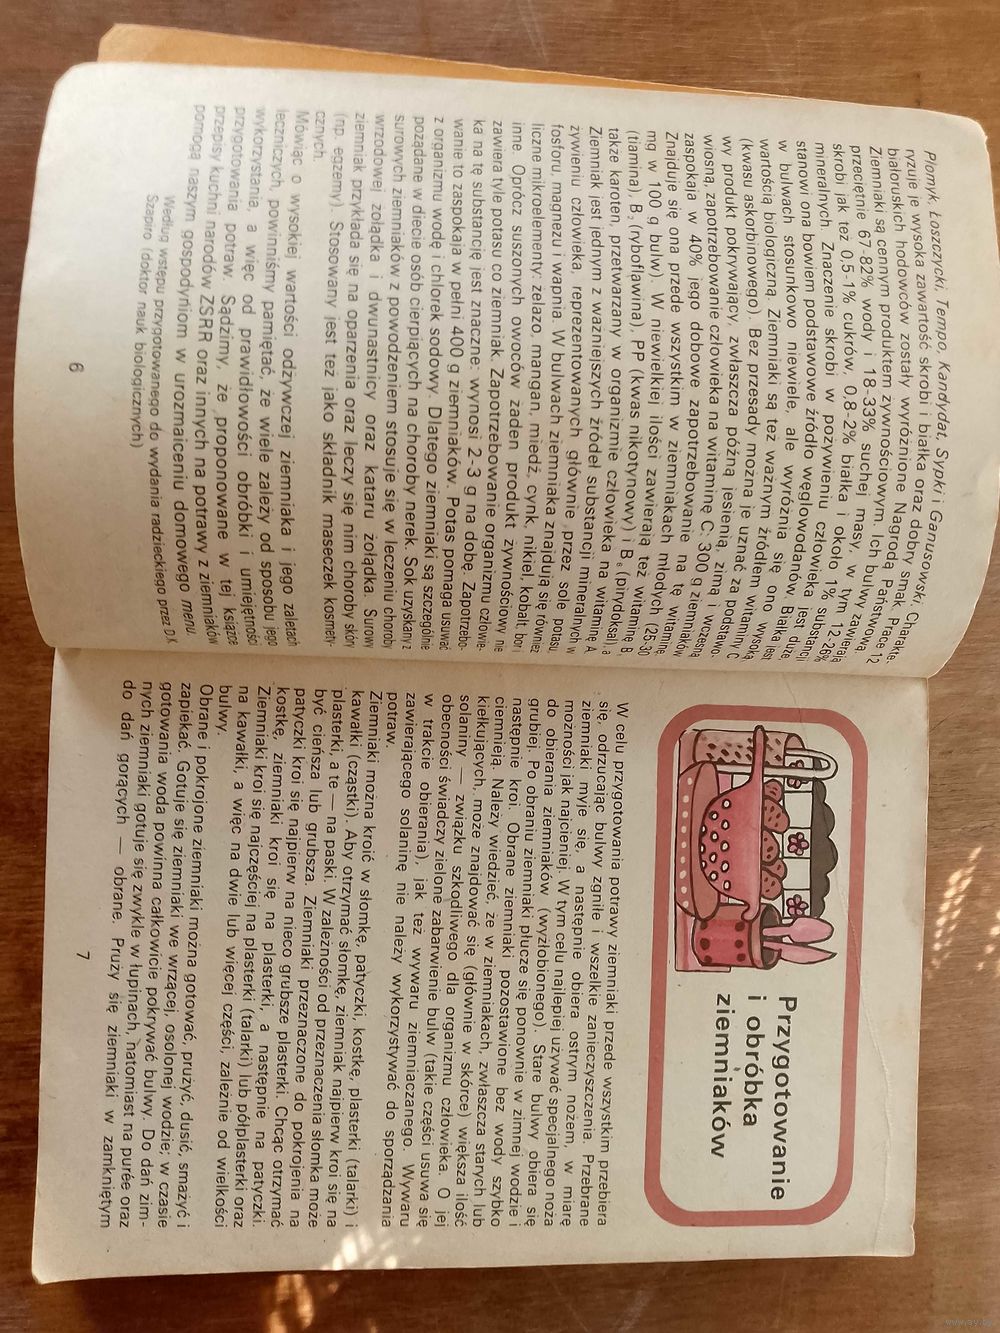 Płomyk, Łoszycki, Tempo, Kandydat, Sypki i Ganusowski. Charakte-
ryzuje je wysoka zawartość skrobi i białka oraz dobry smak. Prace 12
białoruskich hodowców zostały wyróżnione Nagrodą Państwową.
Ziemniaki są cennym produktem żywnościowym. Ich bulwy zawierają
przeciętnie 67-82% wody i 18-33% suchej masy, w tym 12-26%
skrobi jak też 0,5-1% cukrów, 0,8-2% białka i około 1% substancji
mineralnych. Znaczenie skrobi w pożywieniu człowieka jest duże,
stanowi ona bowiem podstawowe źródło węglowodanów. Białka jest
w bulwach stosunkowo niewiele, ale wyróżnia się ono wysoką
wartością biologiczną. Ziemniaki są też ważnym źródłem witaminy C
(kwasu askorbinowego). Bez przesady można je uznać za podstawo-
wy produkt pokrywający, zwłaszcza późną jesienią, zimą i wczesną
wiosną, zapotrzebowanie człowieka na witaminę C: 300 g ziemniaków
zaspokaja w 40% jego dobowe zapotrzebowanie na tę witaminę.
Znajduje się ona przede wszystkim w ziemniakach młodych (25-30
mg w 100 g bulw). W niewielkiej ilości zawierają też witaminę B₁
(tiamina), B₂ (ryboflawina), PP (kwas nikotynowy) i B₆ (pirydoksal), a
także karoten, przetwarzany w organizmie człowieka na witaminę A.
Ziemniak jest jednym z ważniejszych źródeł substancji mineralnych w
żywieniu człowieka, reprezentowanych głównie przez sole potasu,
fosforu, magnezu i wapnia. W bulwach ziemniaka znajdują się również
liczne mikroelementy: żelazo, mangan, miedź, cynk, nikiel, kobalt, bor i
inne. Oprócz suszonych owoców żaden produkt żywnościowy nie
zawiera tyle potasu co ziemniak. Zapotrzebowanie organizmu człowie-
ka na tę substancję jest znaczne: wynosi 2-3 g na dobę. Zapotrzebo-
wanie to zaspokaja w pełni 400 g ziemniaków. Potas pomaga usuwać
z organizmu wodę i chlorek sodowy. Dlatego ziemniaki są szczególnie
pożądane w diecie osób cierpiących na choroby nerek. Sok uzyskany z
surowych ziemniaków z powodzeniem stosuje się w leczeniu choroby
wrzodowej żołądka i dwunastnicy oraz kataru żołądka. Surowy
ziemniak przykłada się na oparzenia oraz leczy się nim choroby skóry
(np. egzemy). Stosowany jest też jako składnik maseczek kosmety-
cznych.
Mówiąc o wysokiej wartości odżywczej ziemniaka i jego zaletach
leczniczych, powinniśmy pamiętać, że wiele zależy od sposobu jego
wykorzystania, a więc od prawidłowości obróbki i umiejętności
przygotowania potraw. Sądzimy, że proponowane w tej książce
przepisy kuchni narodów ZSRR oraz innych na potrawy z ziemniaków
pomogą naszym gospodyniom w urozmaiceniu domowego menu.
Według wstępu przygotowanego do wydania radzieckiego przez D.K.
Szapiro (doktor nauk biologicznych)
6
Przygotowanie
i obróbka
ziemniaków
W celu przygotowania potrawy ziemniaki przede wszystkim przebiera
się, odrzucając bulwy zgniłe i wszelkie zanieczyszczenia. Przebrane
ziemniaki myje się, a następnie obiera ostrym nożem, w miarę
możności jak najcieniej. W tym celu najlepiej używać specjalnego noża
do obierania ziemniaków (wyżłobionego). Stare bulwy obiera się
grubiej. Po obraniu ziemniaki płucze się ponownie w zimnej wodzie i
następnie kroi. Obrane ziemniaki pozostawione bez wody szybko
ciemnieją. Należy wiedzieć, że w ziemniakach, zwłaszcza starych lub
kiełkujących, może znajdować się (głównie w skórce) większa ilość
solaniny — związku szkodliwego dla organizmu człowieka. O jej
obecności świadczy zielone zabarwienie bulw (takie części usuwa się
w trakcie obierania), jak też wywaru ziemniaczanego. Wywaru
zawierającego solaninę nie należy wykorzystywać do sporządzania
potraw.
Ziemniaki można kroić w słomkę, patyczki, kostkę, plasterki (talarki) i
kawałki (cząstki). Aby otrzymać słomkę, ziemniak najpierw kroi się na
plasterki, a te — na paski. W zależności od przeznaczenia słomka może
być cieńsza lub grubsza. Ziemniaki przeznaczone do pokrojenia na
patyczki kroi się najpierw na nieco grubsze plasterki. Chcąc otrzymać
kostkę, ziemniaki kroi się na plasterki, a następnie na patyczki.
Ziemniaki kroi się najczęściej na plasterki (talarki) lub półplasterki oraz
na kawałki, a więc na dwie lub więcej części, zależnie od wielkości
bulwy.
Obrane i pokrojone ziemniaki można gotować, prużyć, dusić, smażyć i
zapiekać. Gotuje się ziemniaki we wrzącej, osolonej wodzie; w czasie
gotowania woda powinna całkowicie pokrywać bulwy. Do dań zim-
nych ziemniaki gotuje się zwykle w łupinach, natomiast na purée oraz
do dań gorących — obrane. Pruży się ziemniaki w zamkniętym
7
www.ay.by